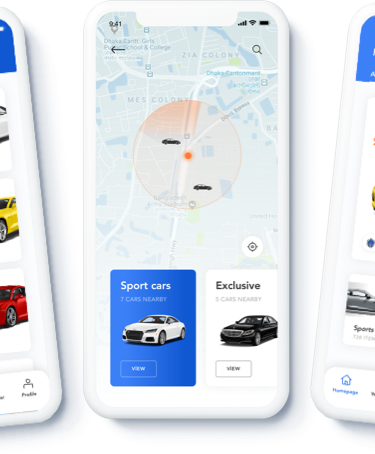 9:41
Dhaka Cantt. Girls
Public School & College
ZIA COLONY
Dhaka Cantonment
MES COLONY
Sport cars
7 CARS NEARBY
VIEW
Exclusive
5 CARS NEARBY
VIEW
Profile
Homepage
Sports